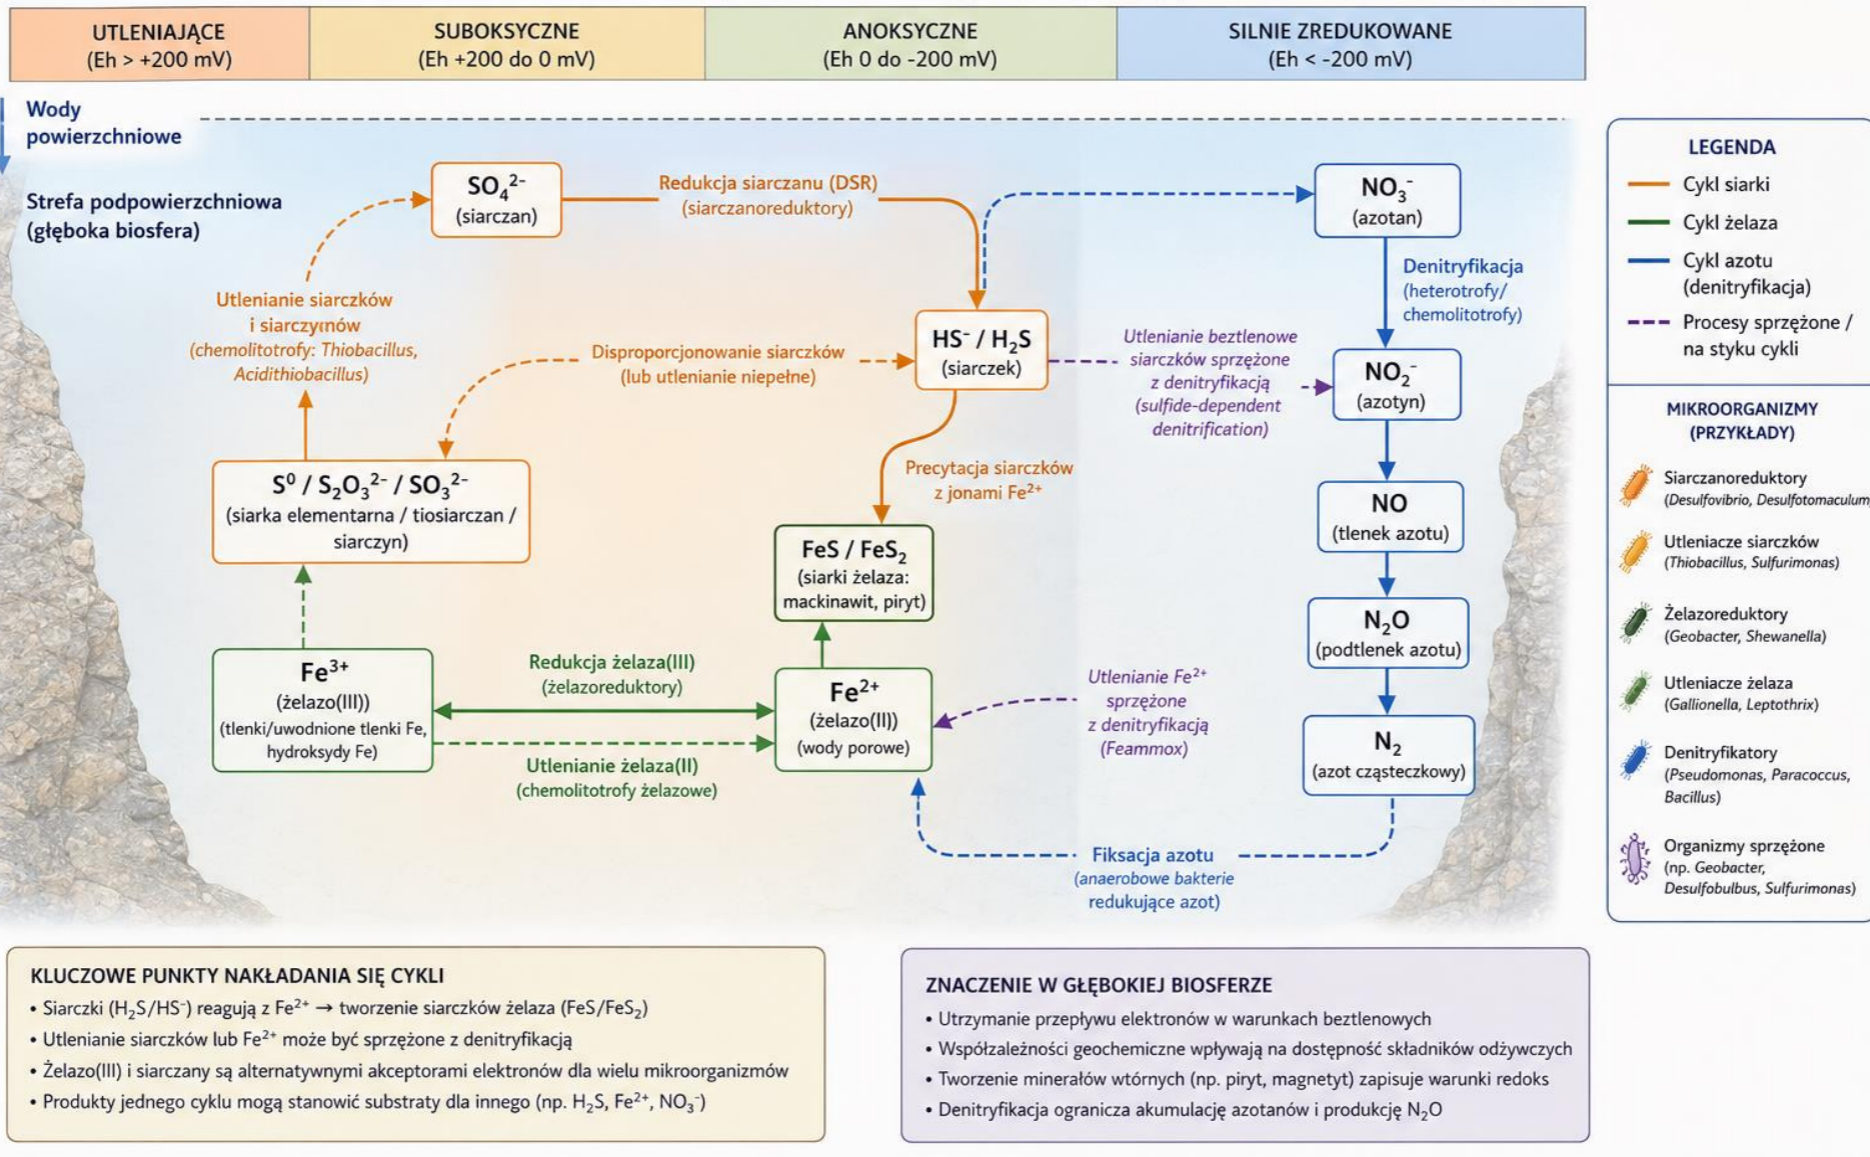 UTLENIAJĄCE
(Eh > +200 mV)
SUBOKSYCZNE
(Eh +200 do 0 mV)
ANOKSYCZNE
(Eh 0 do -200 mV)
SILNIE ZREDUKOWANE
(Eh < -200 mV)
Wody
powierzchniowe
Strefa podpowierzchniowa
(głęboka biosfera)
SO₄²⁻
(siarczan)
Redukcja siarczanu (DSR)
(siarczanoreduktory)
NO₃⁻
(azotan)
Utlenianie siarczków
i siarczynów
(chemolitotrofy: Thiobacillus,
Acidithiobacillus)
Disproporcjonowanie siarczków
(lub utlenianie niepełne)
HS⁻ / H₂S
(siarczek)
Utlenianie beztlenowe
siarczków sprzężone
z denitryfikacją
(sulfide-dependent
denitrification)
Denitryfikacja
(heterotrofy/
chemolitotrofy)
NO₂⁻
(azotyn)
S⁰ / S₂O₃²⁻ / SO₃²⁻
(siarka elementarna / tiosiarczan /
siarczyn)
Precytacja siarczków
z jonami Fe²⁺
NO
(tlenek azotu)
FeS / FeS₂
(siarki żelaza:
mackinawit, piryt)
N₂O
(podtlenek azotu)
Fe³⁺
(żelazo(III))
(tlenki/uwodnione tlenki Fe,
hydroksydy Fe)
Redukcja żelaza(III)
(żelazoreduktory)
Utlenianie żelaza(II)
(chemolitotrofy żelazowe)
Fe²⁺
(żelazo(II))
(wody porowe)
Utlenianie Fe²⁺
sprzężone
z denitryfikacją
(Feammox)
N₂
(azot cząsteczkowy)
Fiksacja azotu
(anaerobowe bakterie
redukujące azot)
LEGENDA
Cykl siarki
Cykl żelaza
Cykl azotu
(denitryfikacja)
Procesy sprzężone /
na styku cykli
MIKROORGANIZMY
(PRZYKŁADY)
Siarczanoreduktory
(Desulfovibrio, Desulfotomaculum
Utleniacze siarczków
(Thiobacillus, Sulfurimonas)
Żelazoreduktory
(Geobacter, Shewanella)
Utleniacze żelaza
(Gallionella, Leptothrix)
Denitryfikatory
(Pseudomonas, Paracoccus,
Bacillus)
Organizmy sprzężone
(np. Geobacter,
Desulfobulbus, Sulfurimonas)
KLUCZOWE PUNKTY NAKŁADANIA SIĘ CYKLI
• Siarczki (H₂S/HS⁻) reagują z Fe²⁺ → tworzenie siarczków żelaza (FeS/FeS₂)
• Utlenianie siarczków lub Fe²⁺ może być sprzężone z denitryfikacją
• Żelazo(III) i siarczany są alternatywnymi akceptorami elektronów dla wielu mikroorganizmów
• Produkty jednego cyklu mogą stanowić substraty dla innego (np. H₂S, Fe²⁺, NO₃⁻)
ZNACZENIE W GŁĘBOKIEJ BIOSFERZE
• Utrzymanie przepływu elektronów w warunkach beztlenowych
• Współzależności geochemiczne wpływają na dostępność składników odżywczych
• Tworzenie minerałów wtórnych (np. piryt, magnetyt) zapisuje warunki redoks
• Denitryfikacja ogranicza akumulację azotanów i produkcję N₂O